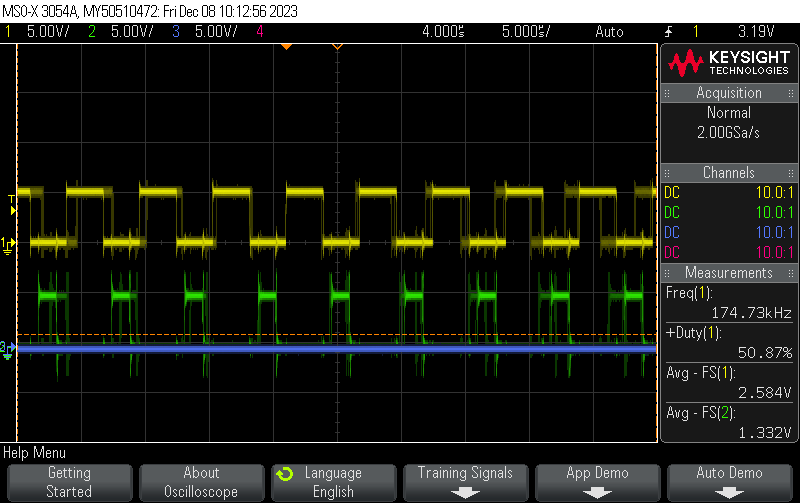 MSO-X 3054A, MY50510472: Fri Dec 08 10:12:56 2023
1 5.00V/ 2 5.00V/ 3 5.00V/ 4 4.000s/ 5.000s/ Auto 1 3.19V
KEYSIGHT
TECHNOLOGIES
Acquisition
Normal
2.00GSa/s
Channels
DC 10.0:1
DC 10.0:1
DC 10.0:1
DC 10.0:1
Measurements
Freq(1):
174.73kHz
+Duty(1):
50.87%
Avg - FS(1):
2.584V
Avg - FS(2):
1.332V
T
1
2
Help Menu
Getting
Started
About
Oscilloscope
Language
English
Training Signals
App Demo
Auto Demo